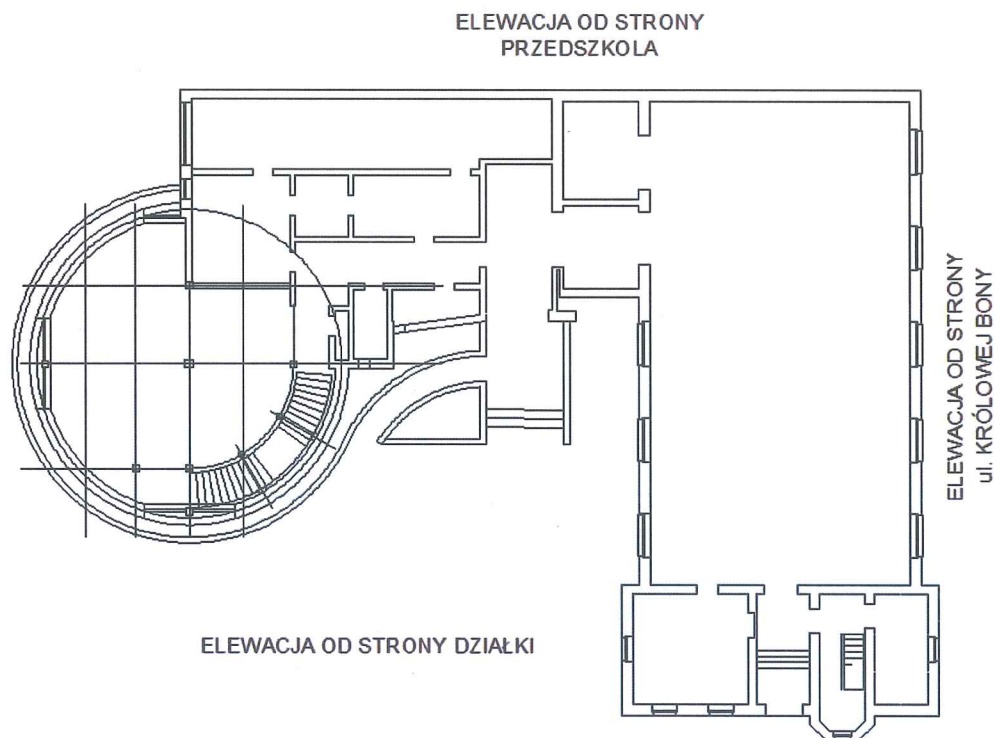 ELEWACJA OD STRONY
PRZEDSZKOLA
ELEWACJA OD STRONY
ul. KRÓLOWEJ BONY
ELEWACJA OD STRONY DZIAŁKI